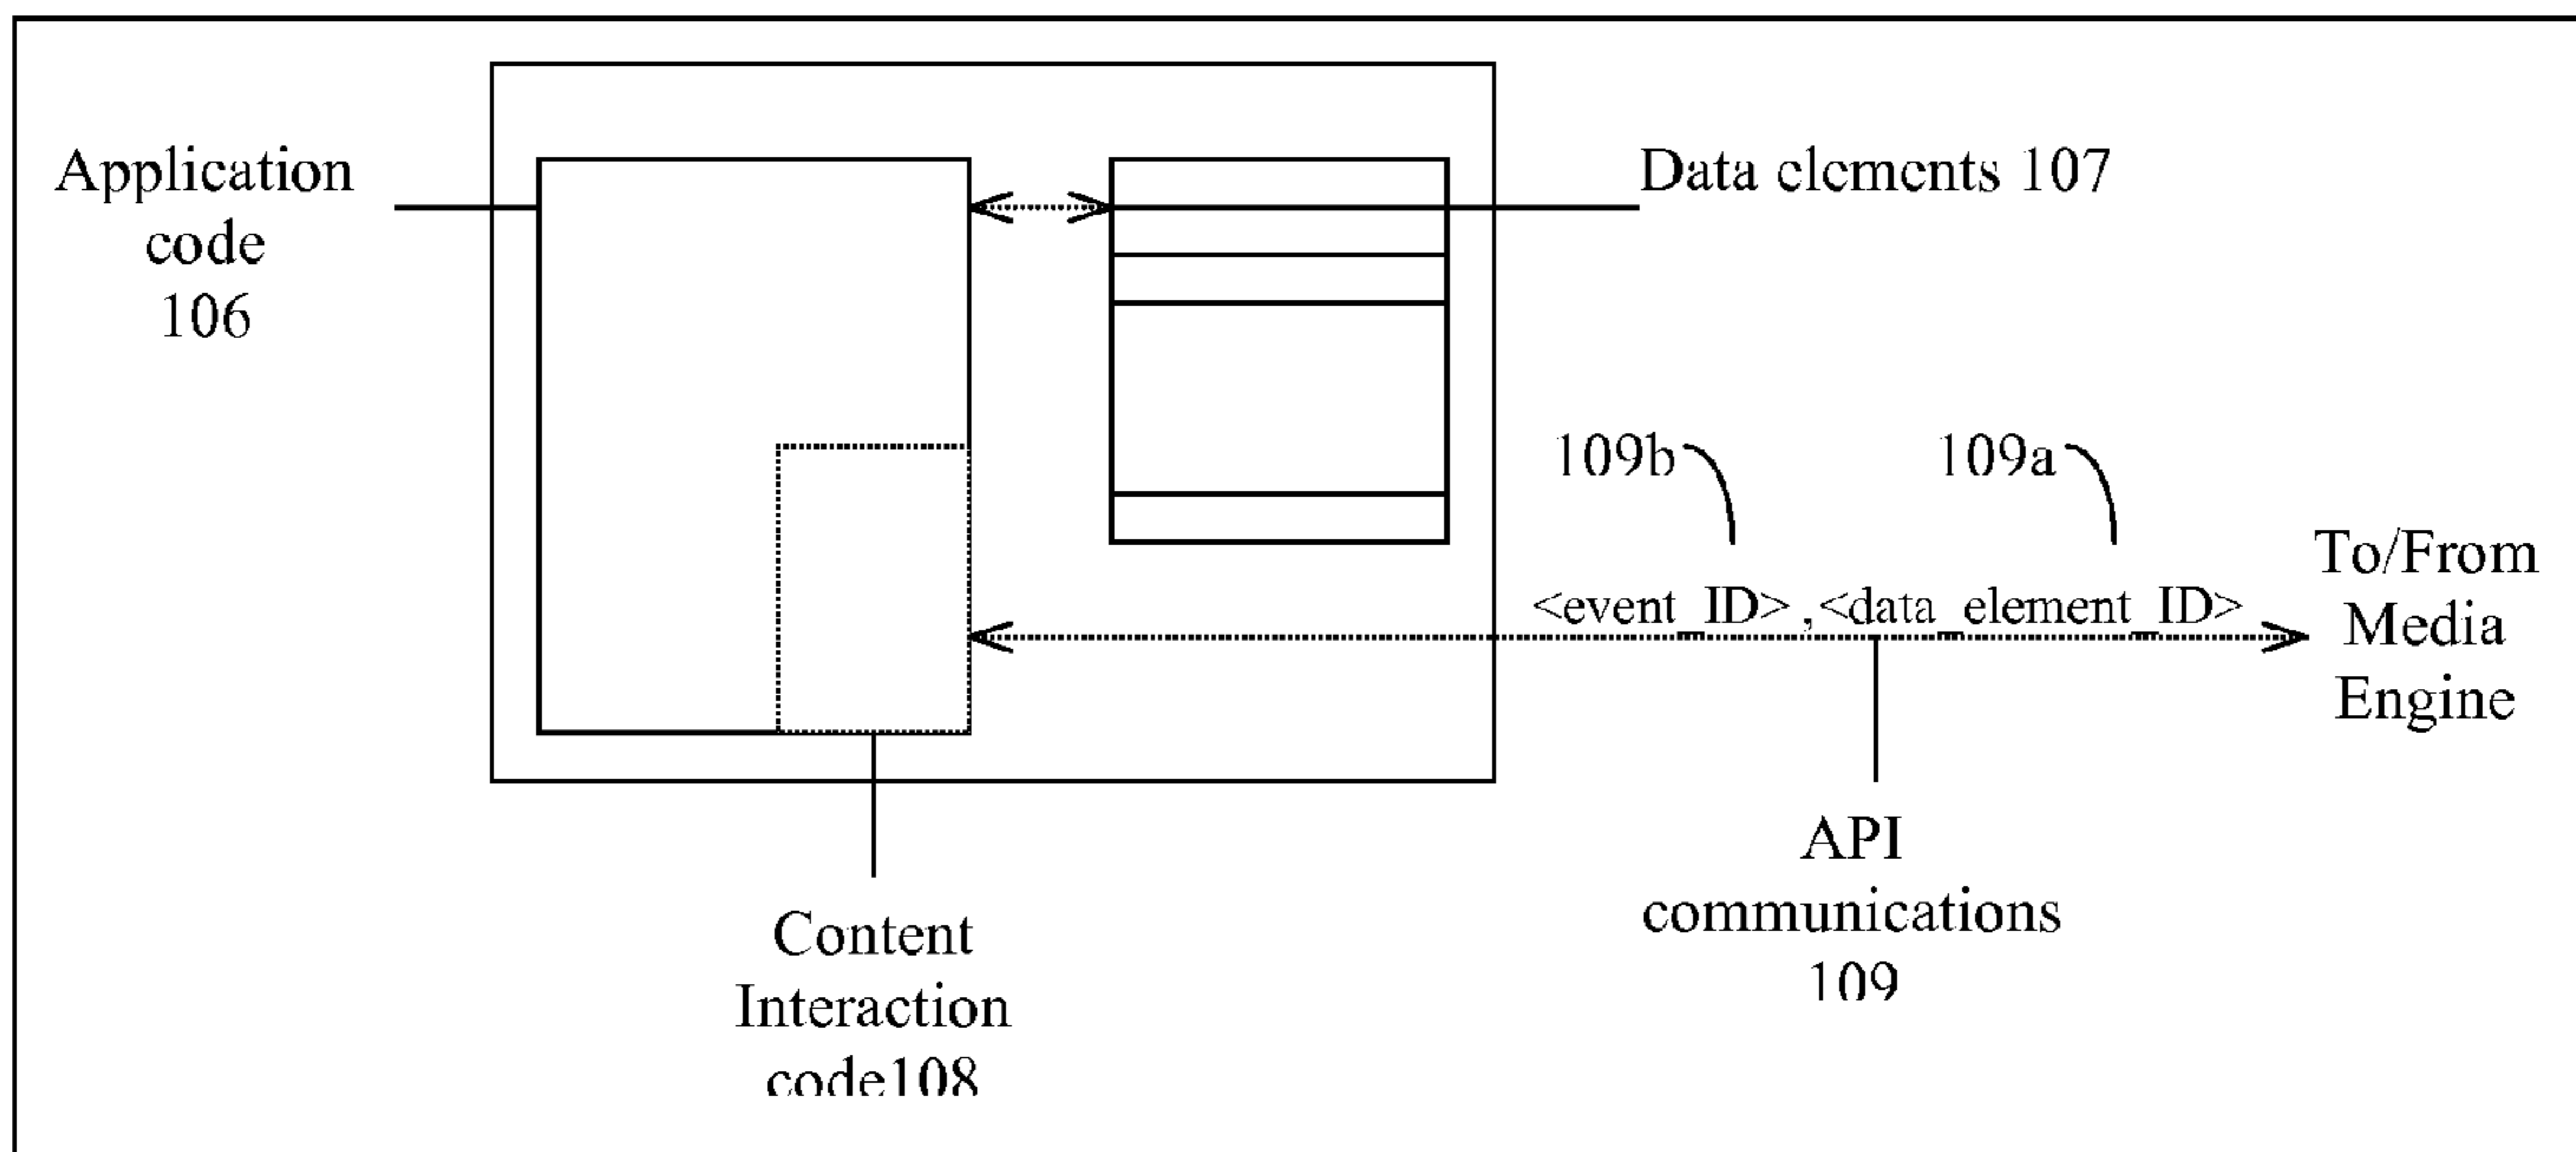 Application
code
106
Data elements 107
109b
109a
<event_ID> ,<data_element_ID>
To/From
Media
Engine
API
communications
109
Content
Interaction
code108